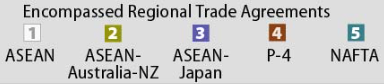 Encompassed Regional Trade Agreements
1 2 3 4 5
ASEAN ASEAN- ASEAN- P-4 NAFTA
Australia-NZ Japan